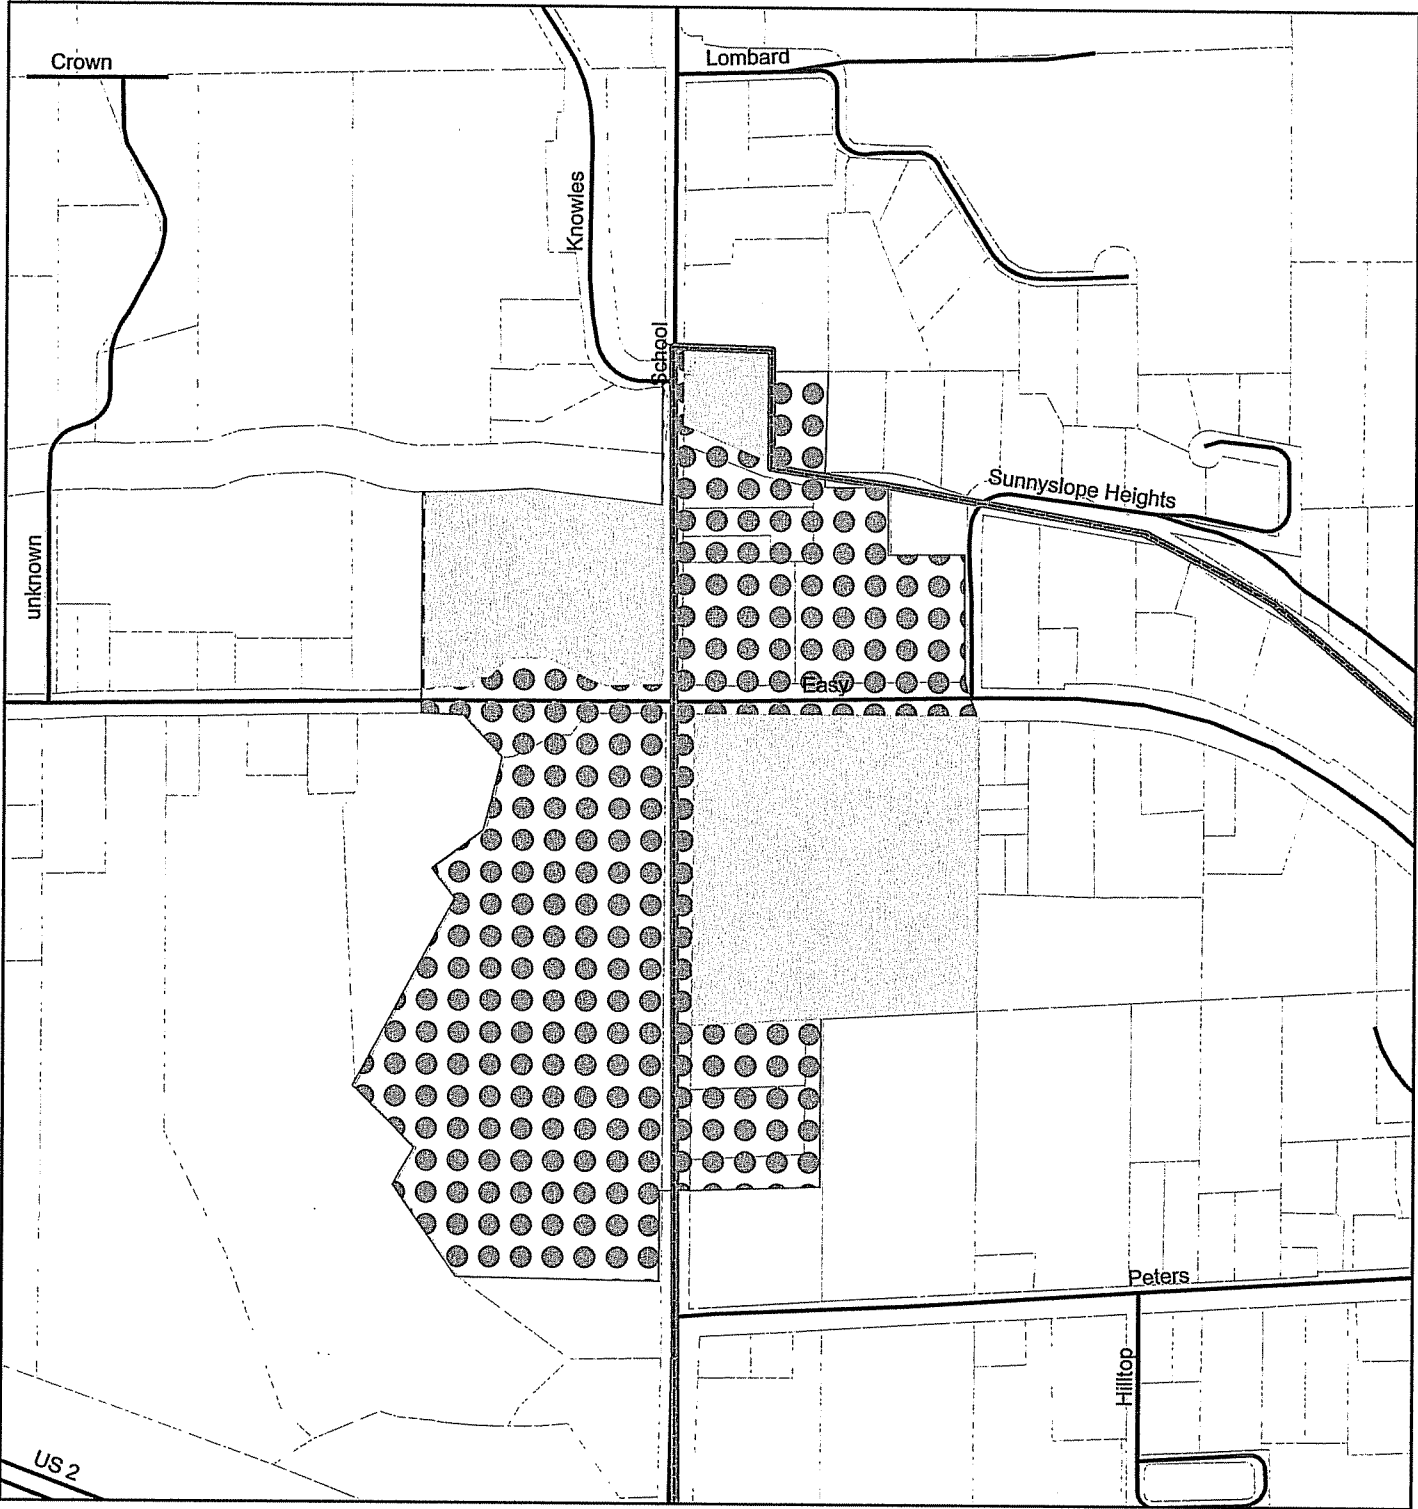 Crown
Lombard
Knowles
School
Sunnyslope Heights
unknown
Easy
Peters
Hilltop
US 2